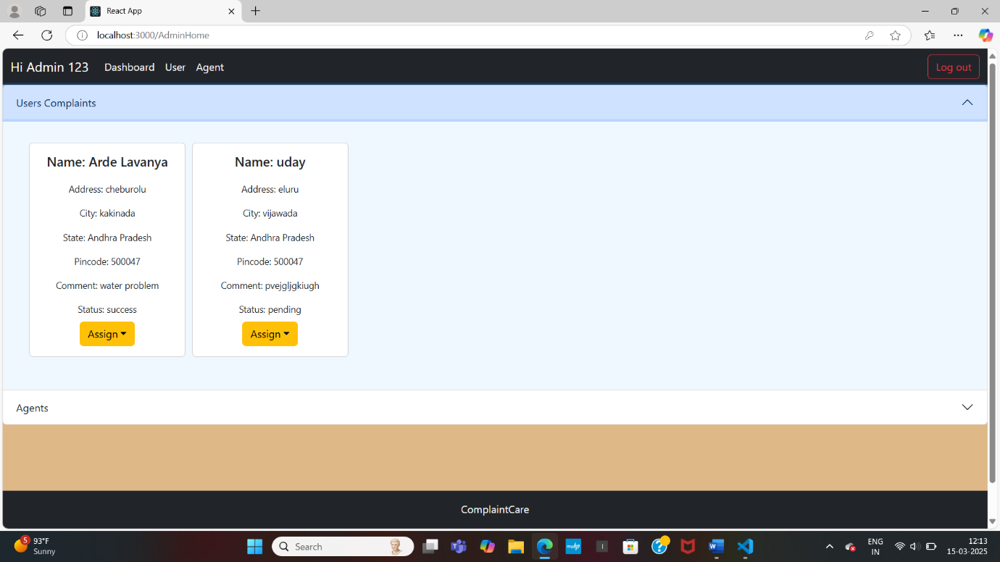 React App
localhost:3000/AdminHome
Hi Admin 123 Dashboard User Agent Log out
Users Complaints
Name: Arde Lavanya
Address: cheburolu
City: kakinada
State: Andhra Pradesh
Pincode: 500047
Comment: water problem
Status: success
Assign
Name: uday
Address: eluru
City: vijawada
State: Andhra Pradesh
Pincode: 500047
Comment: pvejgljgkiugh
Status: pending
Assign
Agents
ComplaintCare
5
93°F
Sunny
Search
myhp
ENG
IN
12:13
15-03-2025